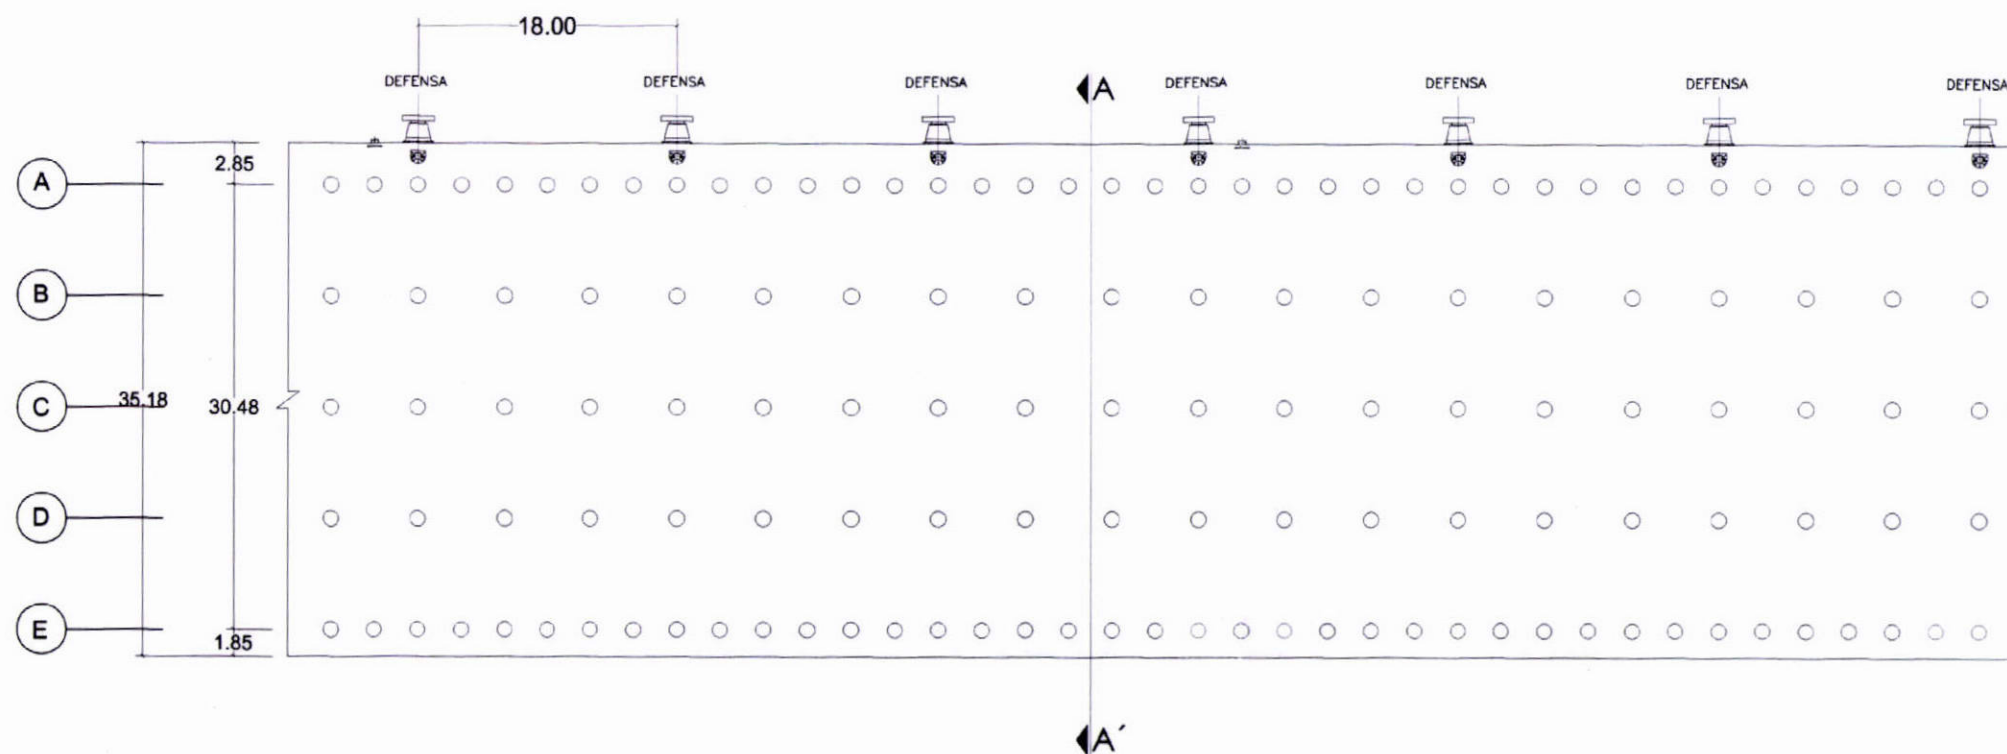 18.00
DEFENSA DEFENSA DEFENSA A DEFENSA DEFENSA DEFENSA DEFENSA
2.85
A
B
C
35.18 30.48
D
E
1.85
A´